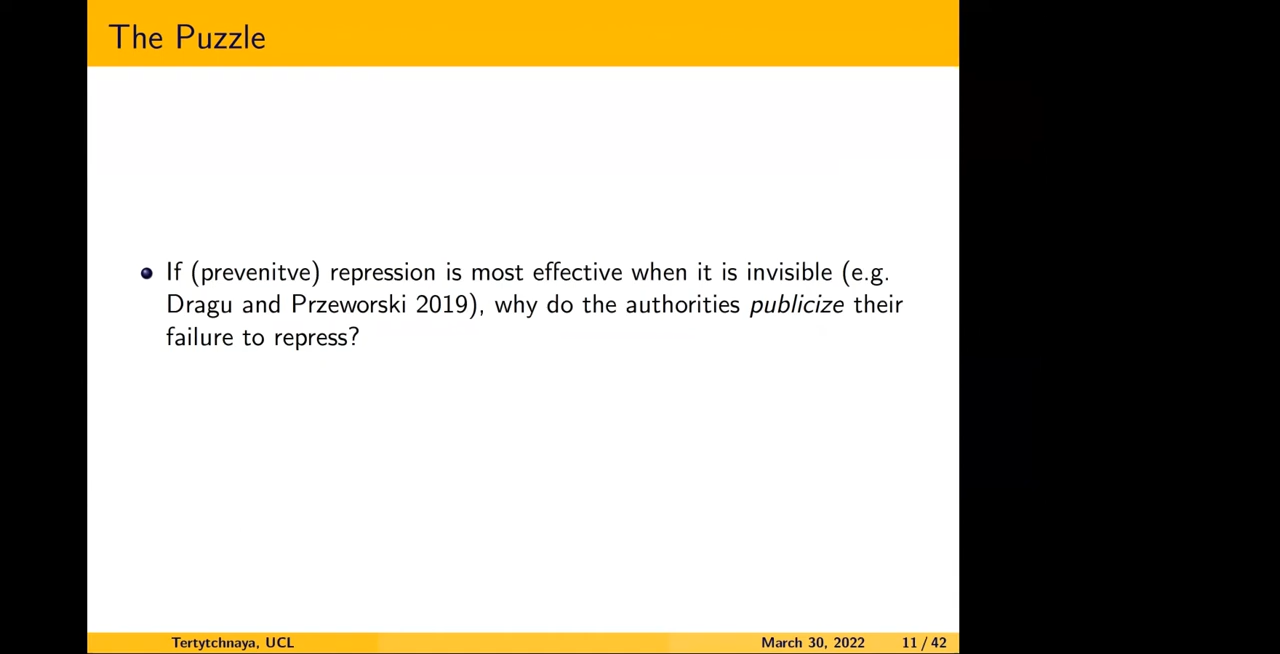 The Puzzle
If (prevenitve) repression is most effective when it is invisible (e.g.
Dragu and Przeworski 2019), why do the authorities publicize their
failure to repress?
Tertytchnaya, UCL
March 30, 2022
11 / 42